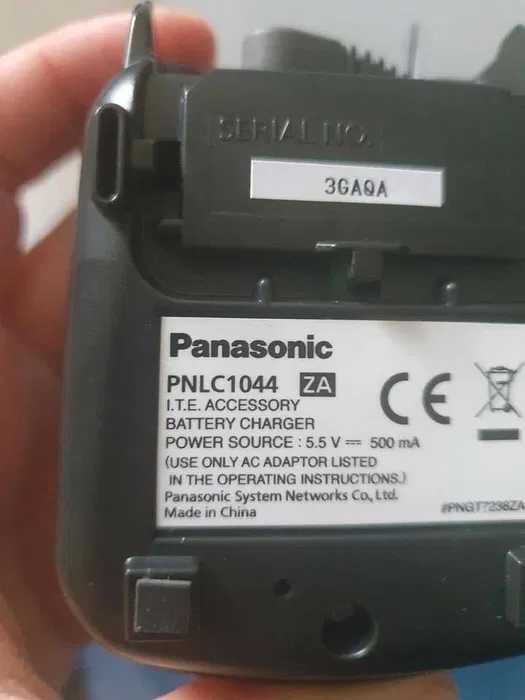 SERIAL NO.
3GAQA
Panasonic
PNLC1044 ZA
I.T.E. ACCESSORY
BATTERY CHARGER
POWER SOURCE : 5.5 V ⎓ 500 mA
(USE ONLY AC ADAPTOR LISTED
IN THE OPERATING INSTRUCTIONS.)
Panasonic System Networks Co., Ltd.
Made in China
CE
#PNGT7238ZA